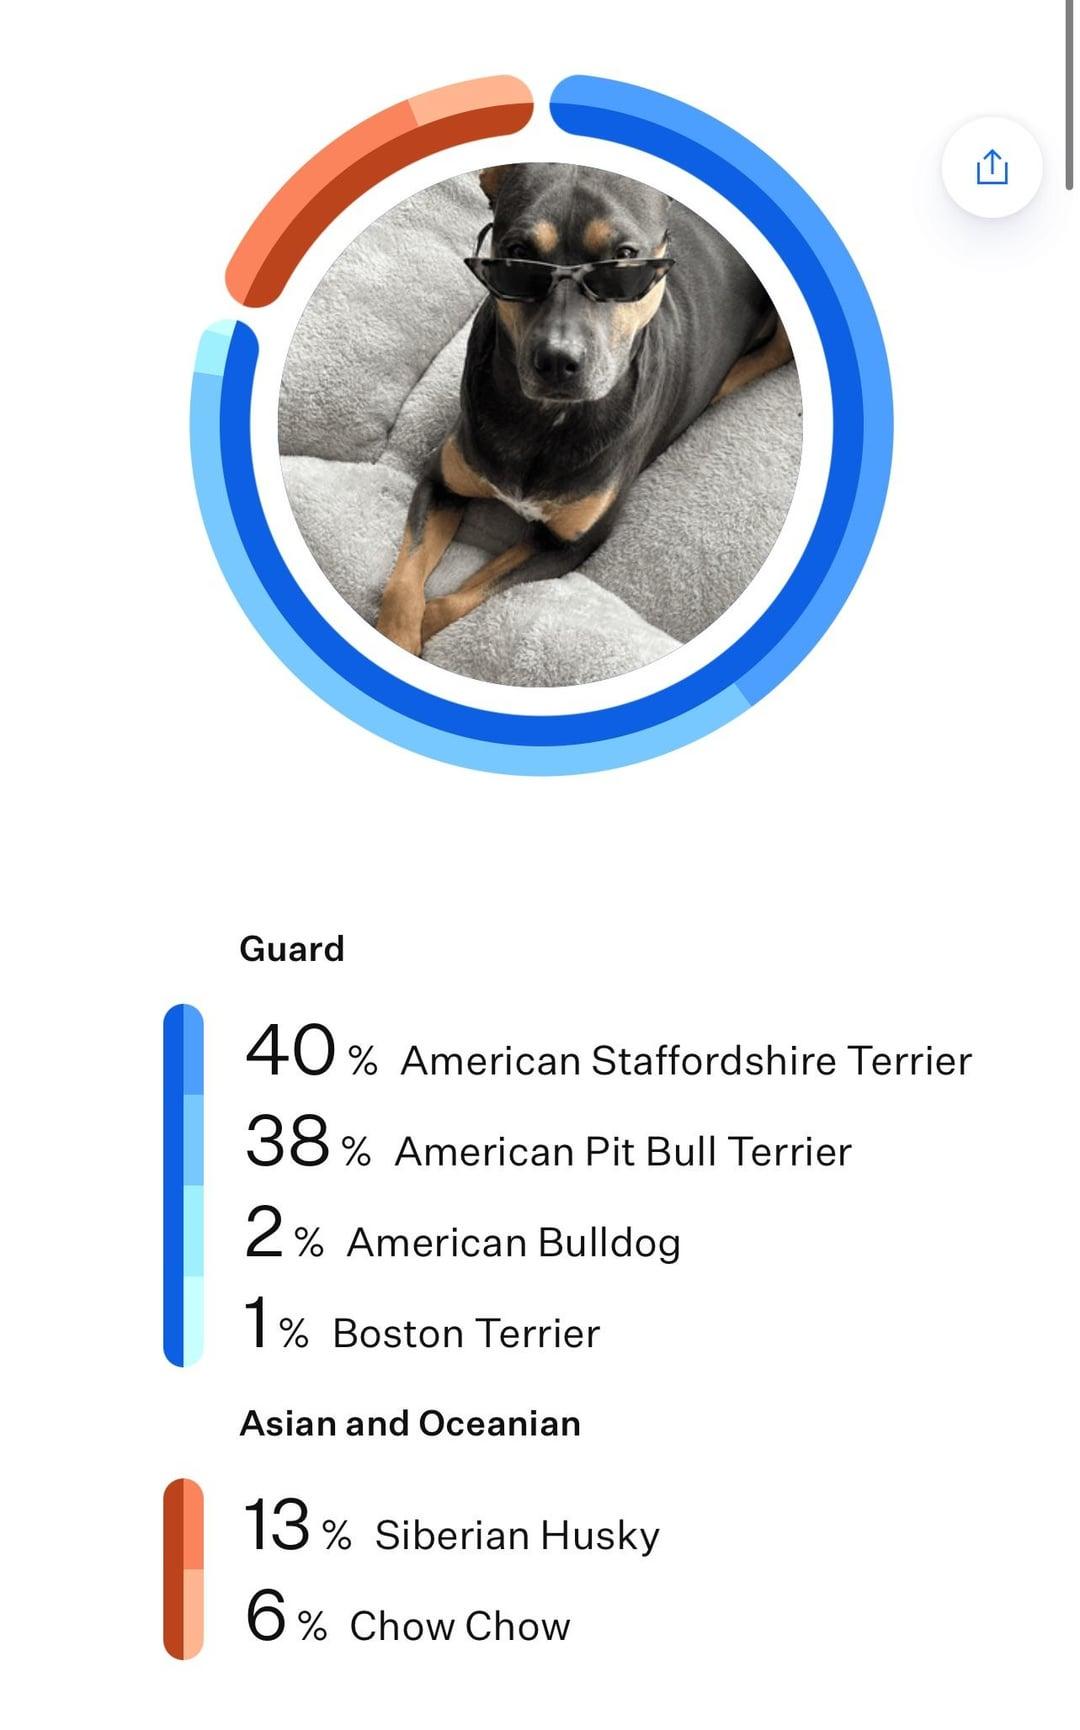 Guard
40 % American Staffordshire Terrier
38 % American Pit Bull Terrier
2 % American Bulldog
1 % Boston Terrier
Asian and Oceanian
13 % Siberian Husky
6 % Chow Chow